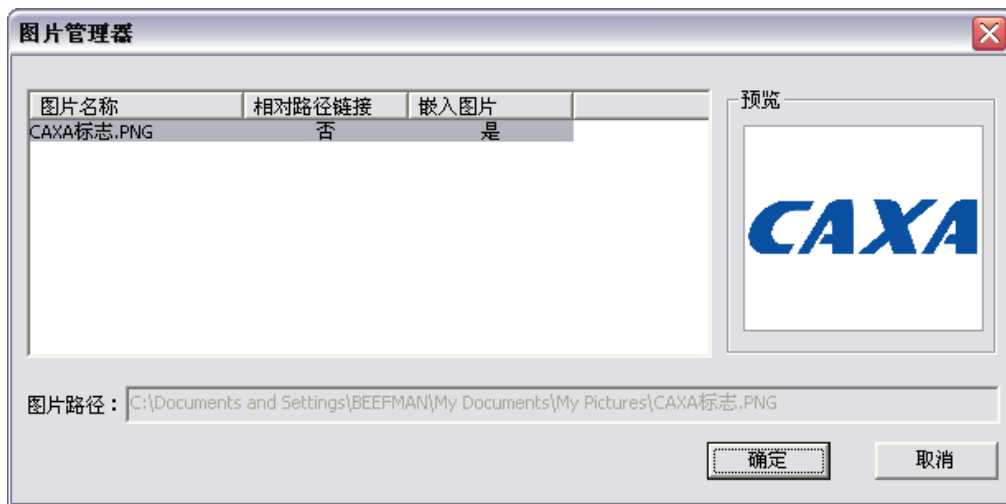 图片管理器
图片名称 相对路径链接 嵌入图片
CAXA标志.PNG 否 是
预览
CAXA
图片路径：C:\Documents and Settings\BEEFMAN\My Documents\My Pictures\CAXA标志.PNG
确定 取消